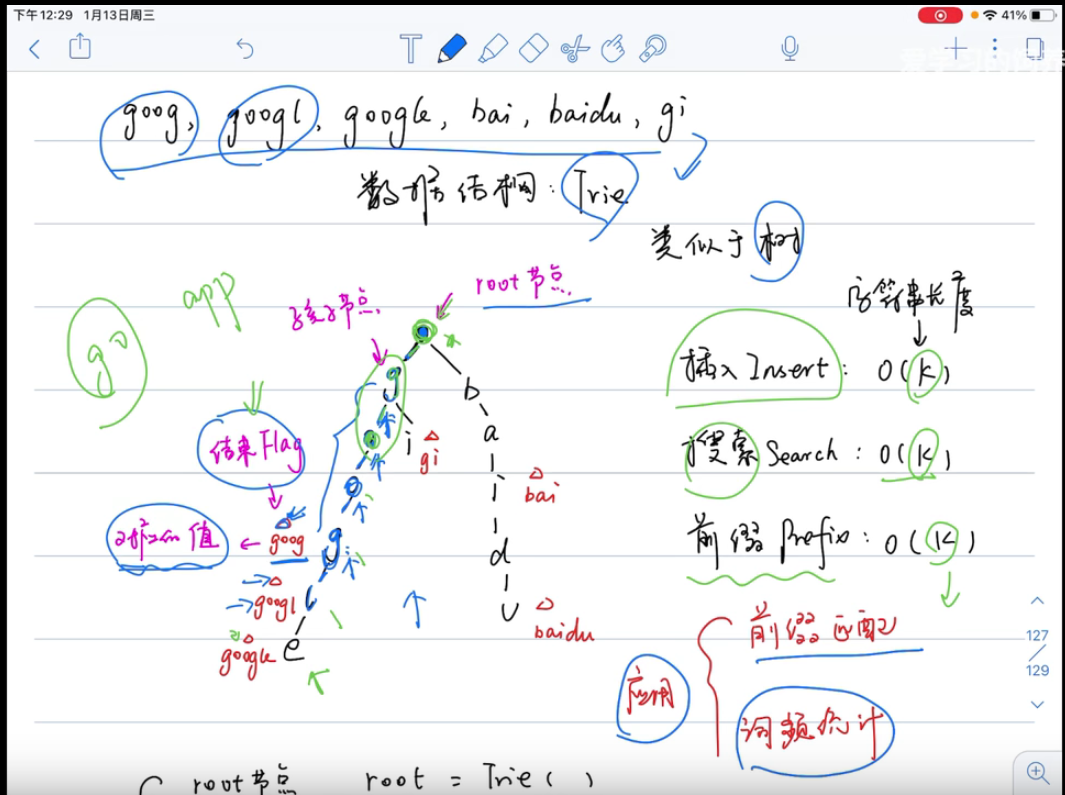 下午12:29 1月13日周三
41%
goog, googl, google, bai, baidu, gi
数据结构: Trie
类似于树
app
go
孩子节点
root节点
字符串长度
插入 Insert: O(K)
搜索 Search: O(K)
前缀 Prefix: O(K)
g
b
o
i
a
gi
o
i
bai
结束Flag
对应的值
goog
g
d
googl
l
u
baidu
google
e
应用
前缀匹配
词频统计
127
/
129
root节点 root = Trie()